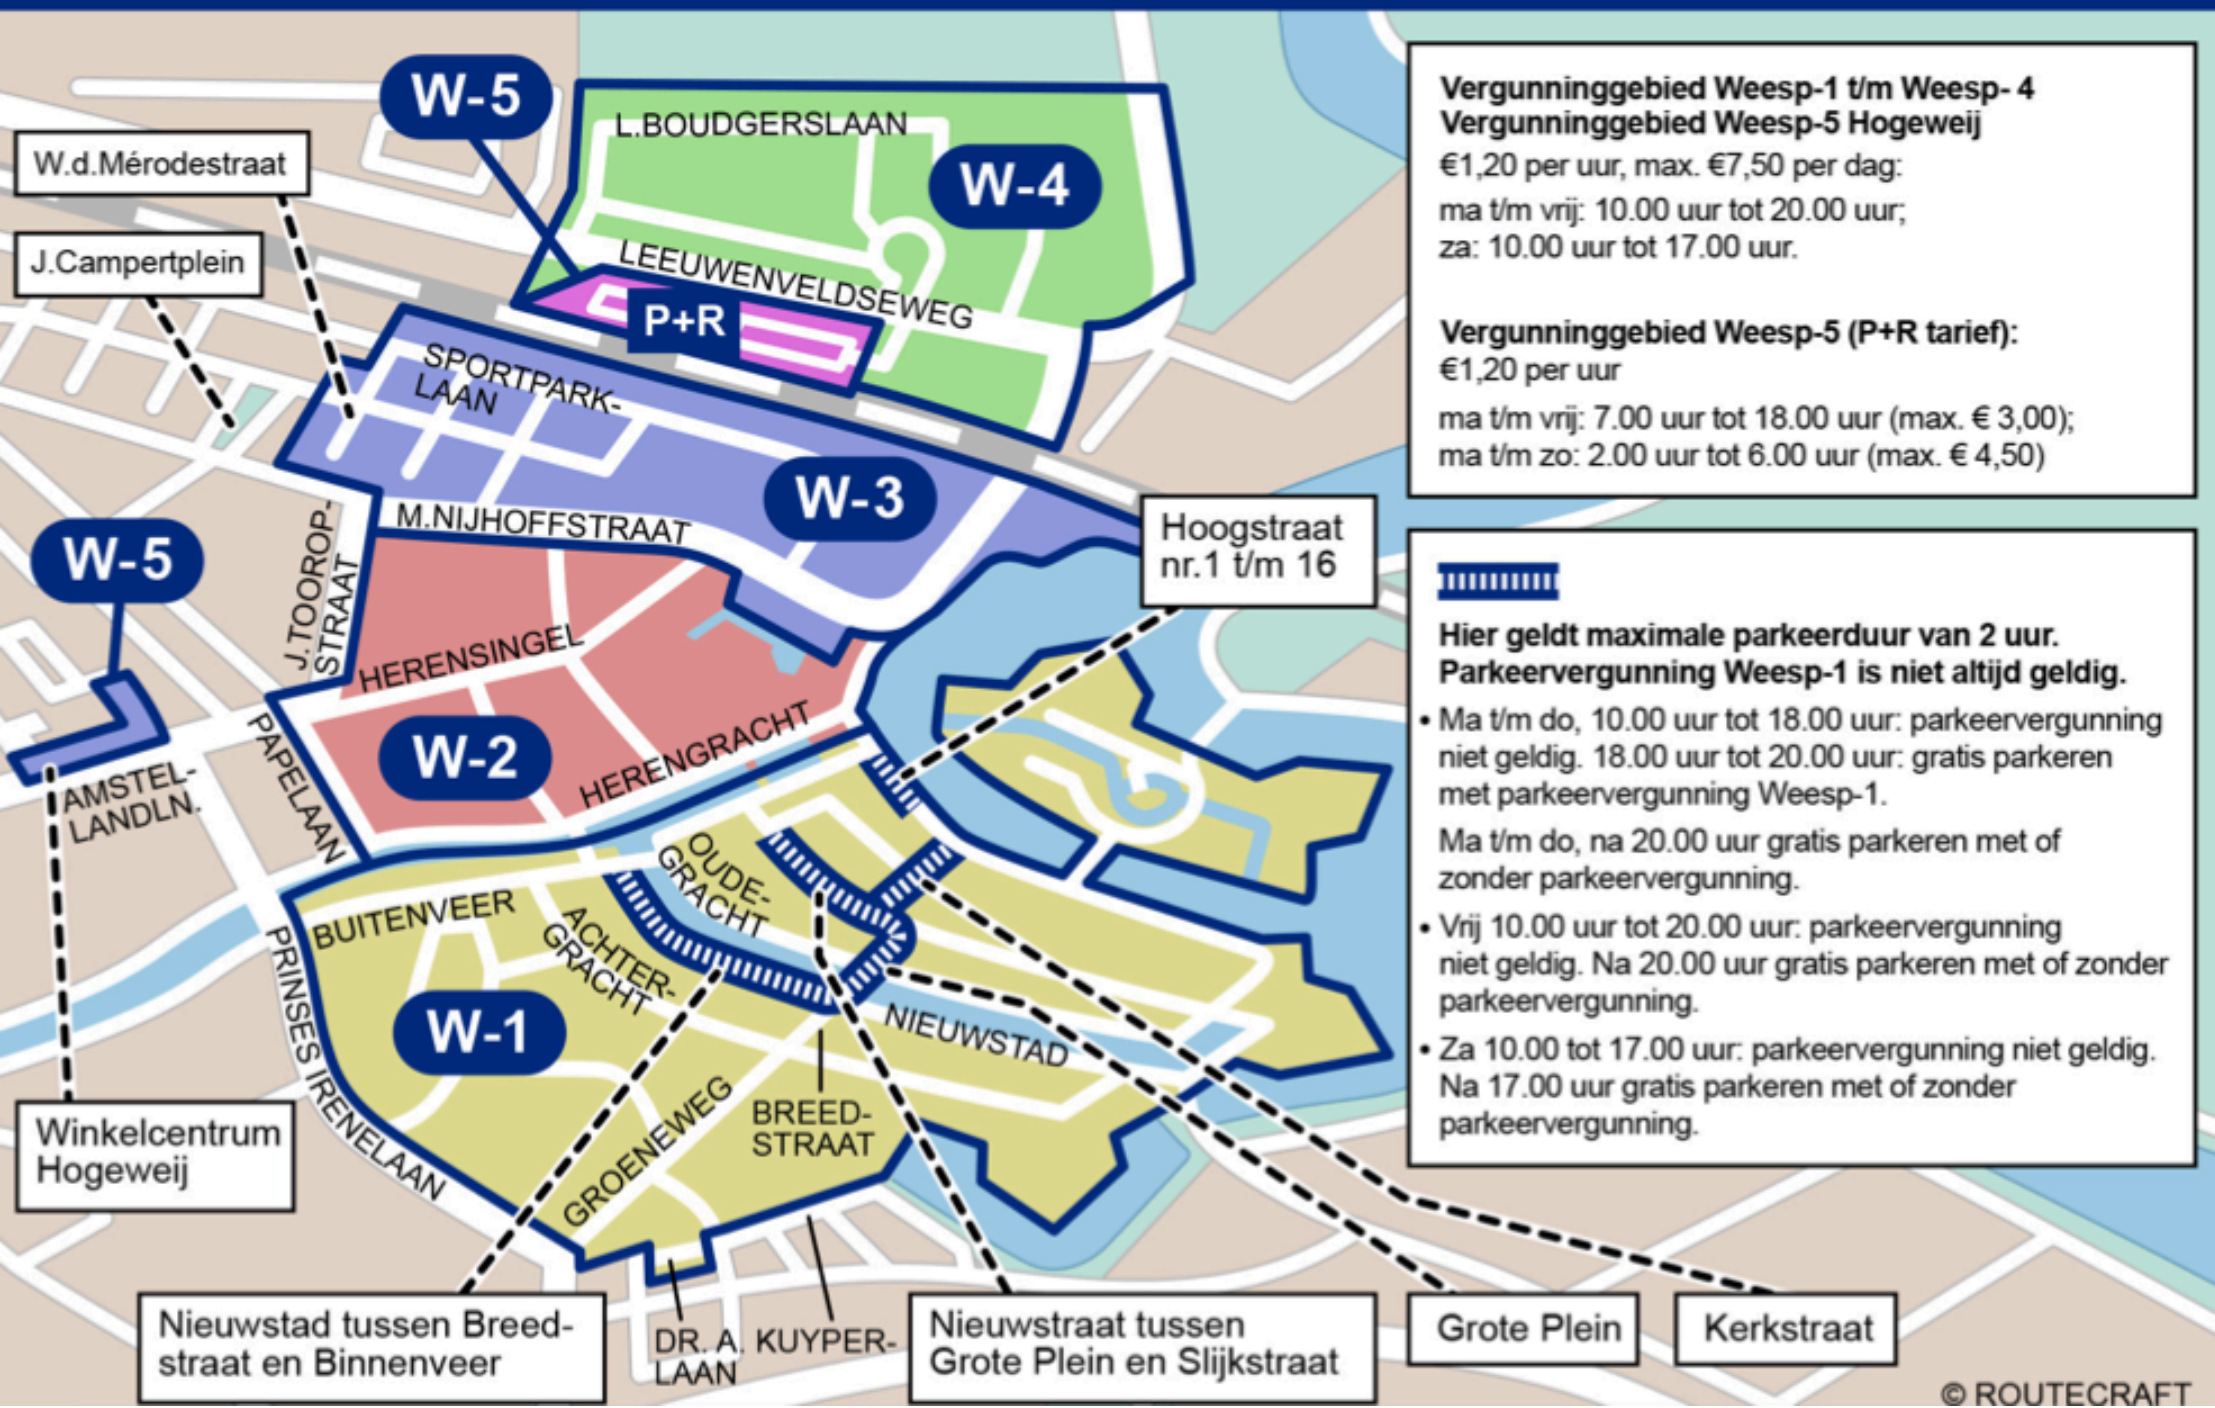 W-5
L.BOUDGERSLAAN
W-4
W.d.Mérodestraat
J.Campertplein
LEEUWENVELDSEWEG
P+R
SPORTPARK-
LAAN
W-3
M.NIJHOFFSTRAAT
J.TOOROP-
STRAAT
W-5
Hoogstraat
nr.1 t/m 16
HERENSINGEL
W-2
HERENGRACHT
PAPELAAN
AMSTEL-
LANDLN.
OUDE-
GRACHT
BUITENVEER
ACHTER-
GRACHT
PRINSES IRENELAAN
W-1
NIEUWSTAD
BREED-
STRAAT
GROENEWEG
Winkelcentrum
Hogeweij
Nieuwstad tussen Breed-
straat en Binnenveer
DR. A. KUYPER-
LAAN
Nieuwstraat tussen
Grote Plein en Slijkstraat
Grote Plein
Kerkstraat
Vergunninggebied Weesp-1 t/m Weesp- 4
Vergunninggebied Weesp-5 Hogeweij
€1,20 per uur, max. €7,50 per dag:
ma t/m vrij: 10.00 uur tot 20.00 uur;
za: 10.00 uur tot 17.00 uur.
Vergunninggebied Weesp-5 (P+R tarief):
€1,20 per uur
ma t/m vrij: 7.00 uur tot 18.00 uur (max. € 3,00);
ma t/m zo: 2.00 uur tot 6.00 uur (max. € 4,50)
Hier geldt maximale parkeerduur van 2 uur.
Parkeervergunning Weesp-1 is niet altijd geldig.
• Ma t/m do, 10.00 uur tot 18.00 uur: parkeervergunning
niet geldig. 18.00 uur tot 20.00 uur: gratis parkeren
met parkeervergunning Weesp-1.
Ma t/m do, na 20.00 uur gratis parkeren met of
zonder parkeervergunning.
• Vrij 10.00 uur tot 20.00 uur: parkeervergunning
niet geldig. Na 20.00 uur gratis parkeren met of zonder
parkeervergunning.
• Za 10.00 tot 17.00 uur: parkeervergunning niet geldig.
Na 17.00 uur gratis parkeren met of zonder
parkeervergunning.
© ROUTECRAFT